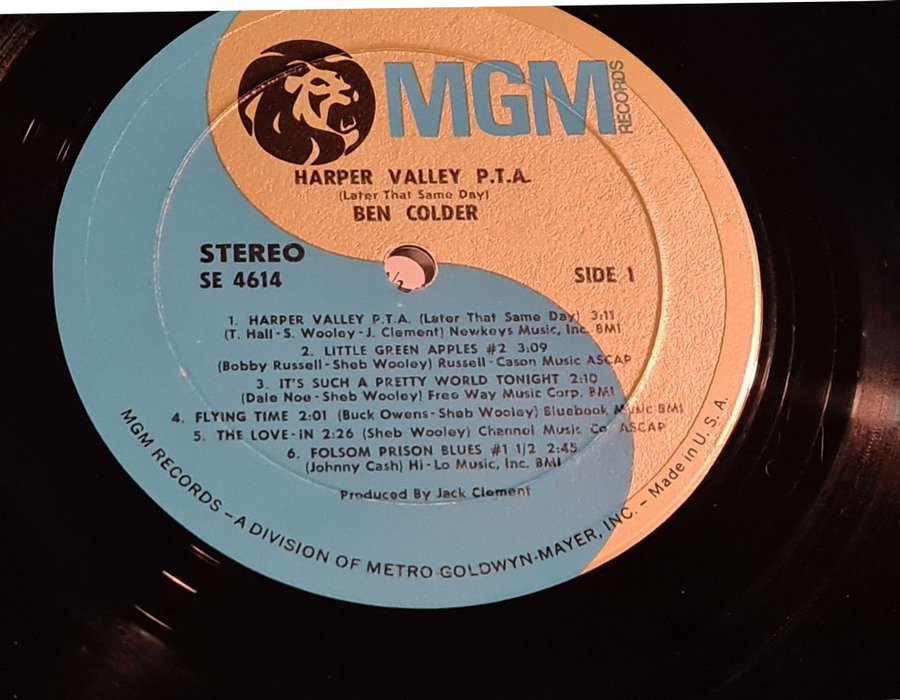 MGM RECORDS
HARPER VALLEY P.T.A.
(Later That Same Day)
BEN COLDER
STEREO
SE 4614
SIDE 1
1/2
1. HARPER VALLEY P.T.A. (Later That Same Day) 3:11
(T. Hall-S. Wooley-J. Clement) Newkeys Music, Inc. BMI
2. LITTLE GREEN APPLES #2 3:09
(Bobby Russell-Sheb Wooley) Russell-Cason Music ASCAP
3. IT'S SUCH A PRETTY WORLD TONIGHT 2:10
(Dale Noe-Sheb Wooley) Free Way Music Corp. BMI
4. FLYING TIME 2:01 (Buck Owens-Sheb Wooley) Bluebook Music BMI
5. THE LOVE-IN 2:26 (Sheb Wooley) Channel Music Co. ASCAP
6. FOLSOM PRISON BLUES #1 1/2 2:45
(Johnny Cash) Hi-Lo Music, Inc. BMI
Produced By Jack Clement
MGM RECORDS – A DIVISION OF METRO-GOLDWYN-MAYER, INC. – Made in U. S. A.